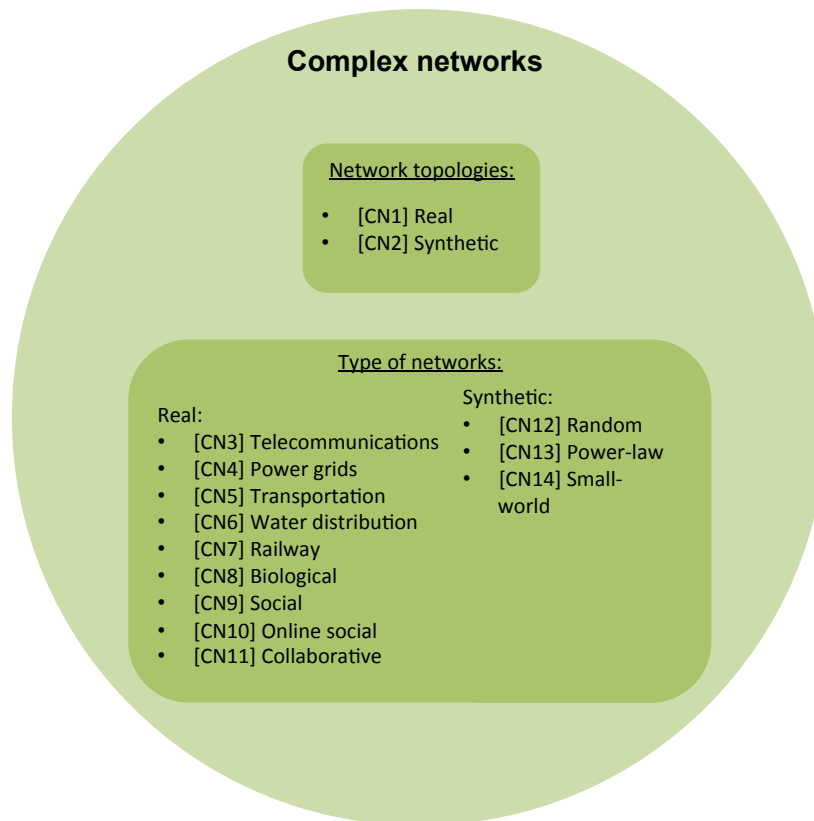 Complex networks
Network topologies:
• [CN1] Real
• [CN2] Synthetic
Type of networks:
Real:
• [CN3] Telecommunications
• [CN4] Power grids
• [CN5] Transportation
• [CN6] Water distribution
• [CN7] Railway
• [CN8] Biological
• [CN9] Social
• [CN10] Online social
• [CN11] Collaborative
Synthetic:
• [CN12] Random
• [CN13] Power-law
• [CN14] Small-
world